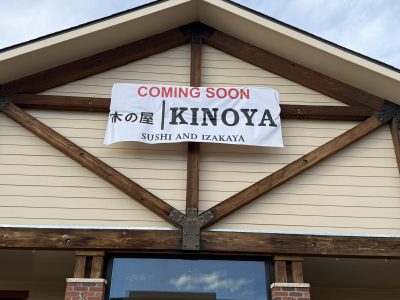 COMING SOON
木の屋 | KINOYA
SUSHI AND IZAKAYA